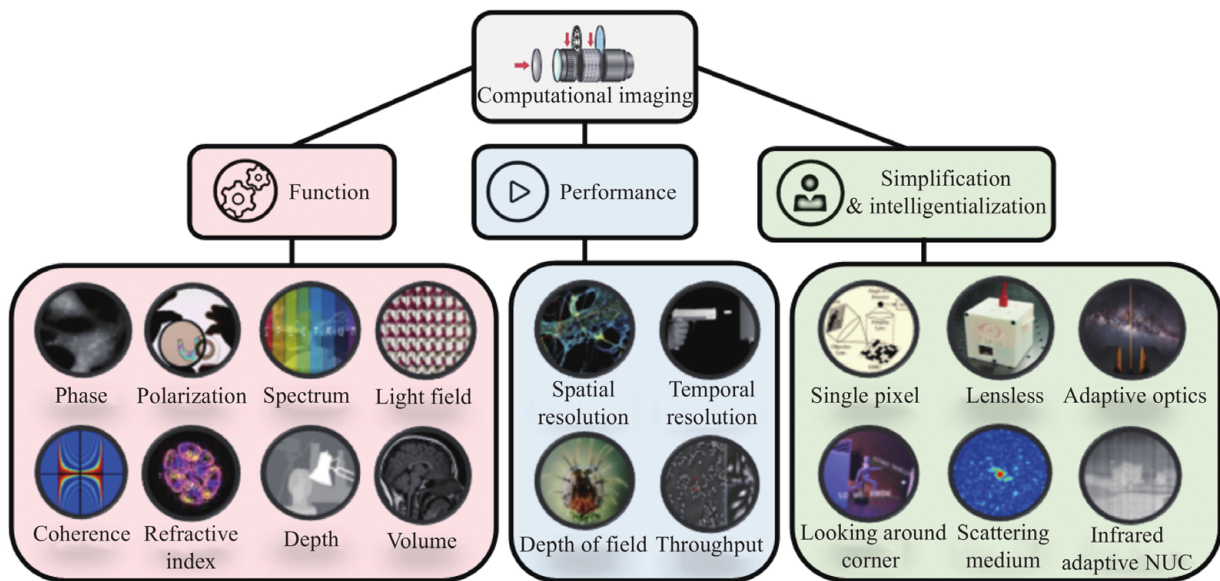 Computational imaging
Function
Performance
Simplification
& intelligentialization
Phase
Polarization
Spectrum
Light field
Coherence
Refractive
index
Depth
Volume
Spatial
resolution
Temporal
resolution
Depth of field
Throughput
Single pixel
Lensless
Adaptive optics
Looking around
corner
Scattering
medium
Infrared
adaptive NUC